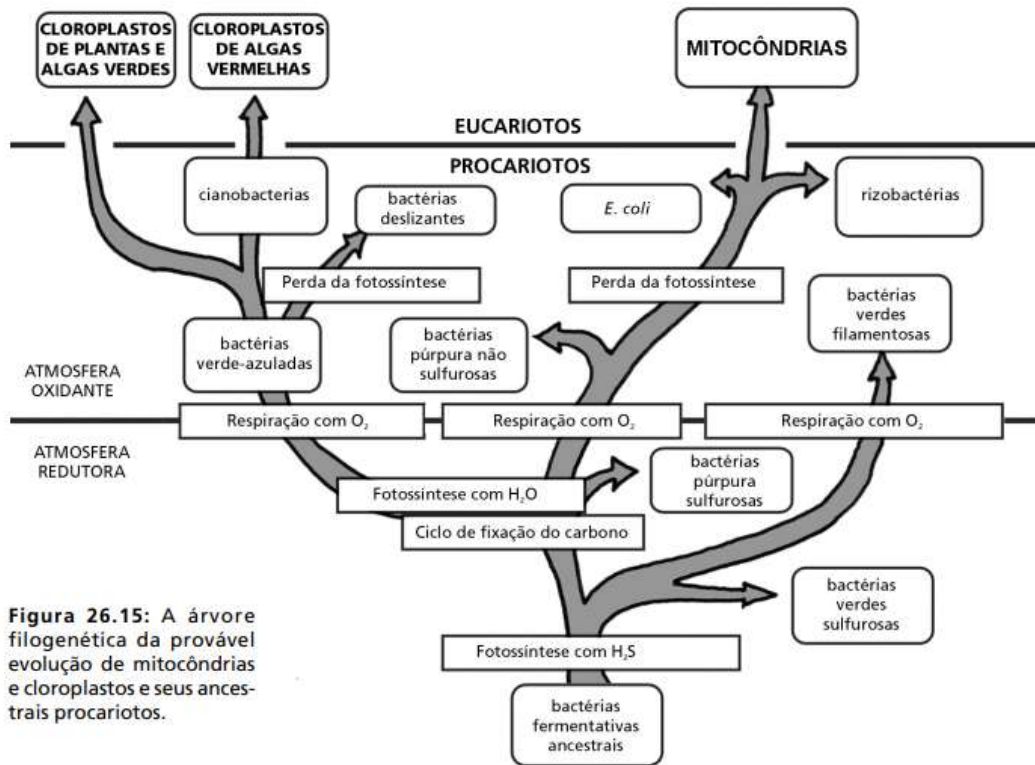 CLOROPLASTOS
DE PLANTAS E
ALGAS VERDES
CLOROPLASTOS
DE ALGAS
VERMELHAS
MITOCÔNDRIAS
EUCARIOTOS
PROCARIOTOS
cianobacterias
bactérias
deslizantes
E. coli
rizobactérias
Perda da fotossíntese
Perda da fotossíntese
bactérias
verde-azuladas
bactérias
púrpura não
sulfurosas
bactérias
verdes
filamentosas
ATMOSFERA
OXIDANTE
Respiração com O₂
Respiração com O₂
Respiração com O₂
ATMOSFERA
REDUTORA
bactérias
púrpura
sulfurosas
Fotossíntese com H₂O
Ciclo de fixação do carbono
bactérias
verdes
sulfurosas
Fotossíntese com H₂S
bactérias
fermentativas
ancestrais
Figura 26.15: A árvore
filogenética da provável
evolução de mitocôndrias
e cloroplastos e seus ances-
trais procariotos.